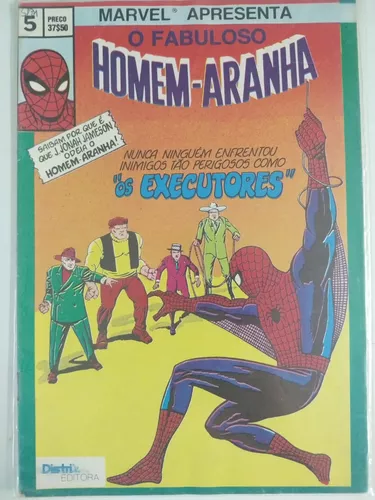 5
PREÇO
37$50
MARVEL APRESENTA
O FABULOSO
HOMEM-ARANHA
SAIBAM POR QUE É
QUE J. JONAH JAMESON
ODEIA O
HOMEM-ARANHA!
NUNCA NINGUÉM ENFRENTOU
INIMIGOS TÃO PERIGOSOS COMO
"OS EXECUTORES"
Distri
EDITORA